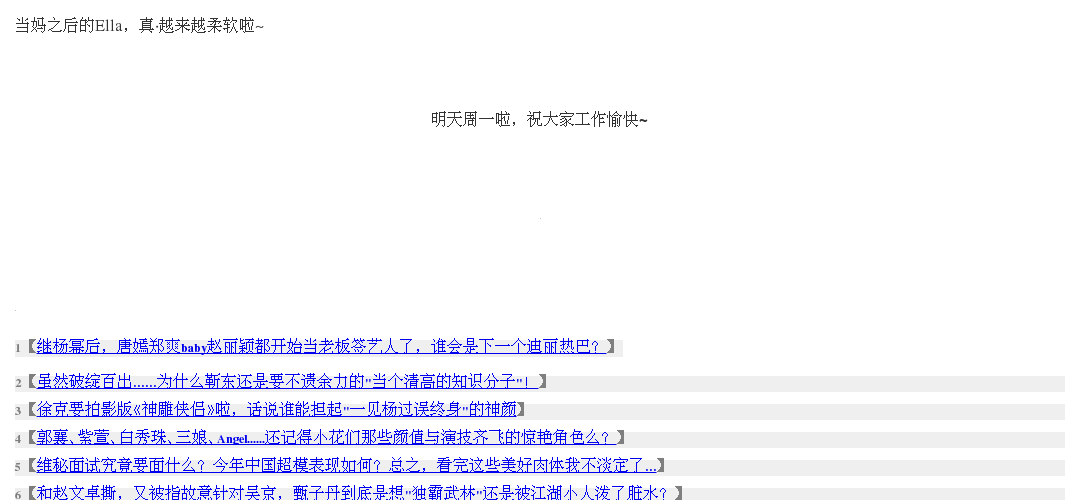 当妈之后的Ella，真·越来越柔软啦~
明天周一啦，祝大家工作愉快~
1【继杨幂后，唐嫣郑爽baby赵丽颖都开始当老板签艺人了，谁会是下一个迪丽热巴？】
2【虽然破绽百出......为什么靳东还是要不遗余力的"当个清高的知识分子"！】
3【徐克要拍影版《神雕侠侣》啦，话说谁能担起"一见杨过误终身"的神颜】
4【郭襄、紫萱、白秀珠、三娘、Angel......还记得小花们那些颜值与演技齐飞的惊艳角色么？】
5【维秘面试究竟要面什么？今年中国超模表现如何？总之，看完这些美好肉体我不淡定了...】
6【和赵文卓撕，又被指故意针对吴京，甄子丹到底是想"独霸武林"还是被江湖小人泼了脏水？】